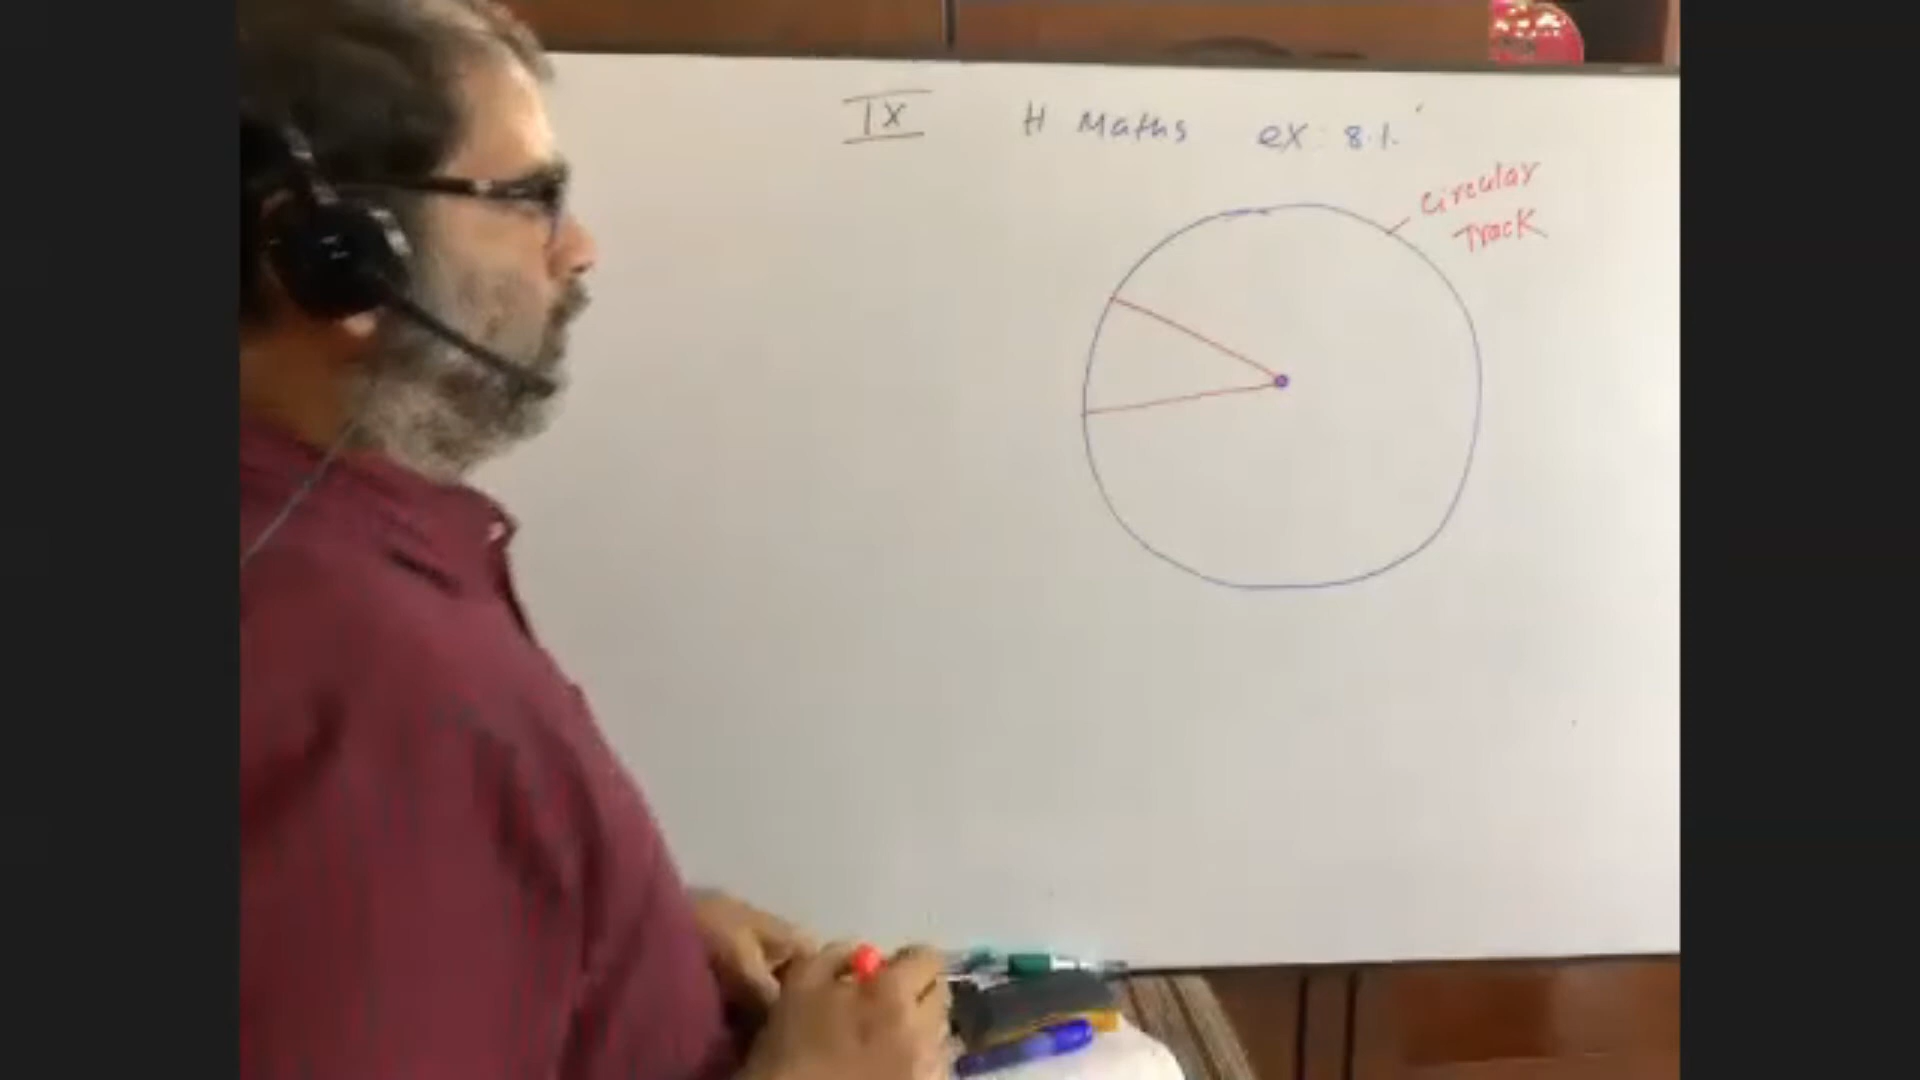 IX H Maths ex: 8.1.
Circular
Track